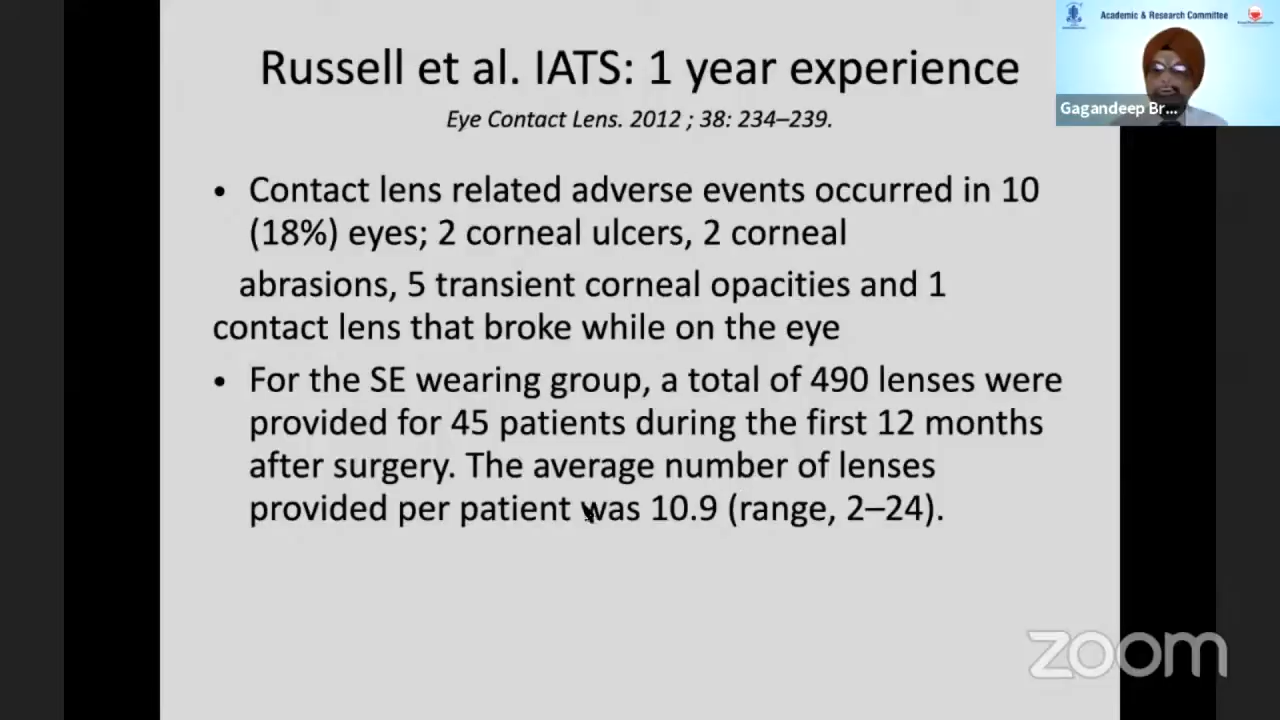 Academic & Research Committee
Russell et al. IATS: 1 year experience
Gagandeep Br...
Eye Contact Lens. 2012 ; 38: 234–239.
• Contact lens related adverse events occurred in 10
(18%) eyes; 2 corneal ulcers, 2 corneal
abrasions, 5 transient corneal opacities and 1
contact lens that broke while on the eye
• For the SE wearing group, a total of 490 lenses were
provided for 45 patients during the first 12 months
after surgery. The average number of lenses
provided per patient was 10.9 (range, 2–24).
zoom